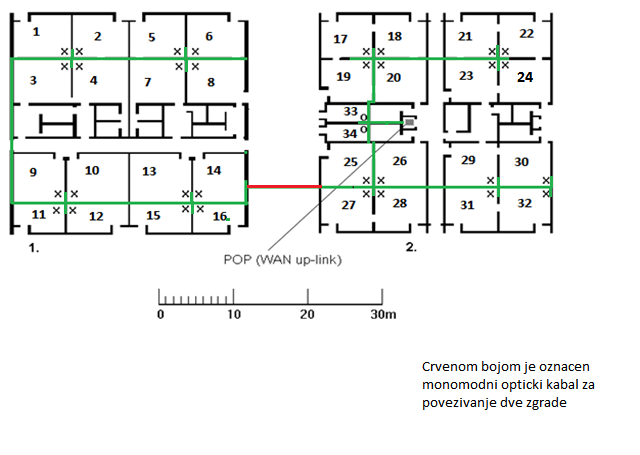 1 2 5 6 17 18 21 22
3 4 7 8 19 20 23 24
33
34
9 10 13 14 25 26 29 30
11 12 15 16 27 28 31 32
1. 2.
POP (WAN up-link)
0 10 20 30m
Crvenom bojom je oznacen
monomodni opticki kabal za
povezivanje dve zgrade